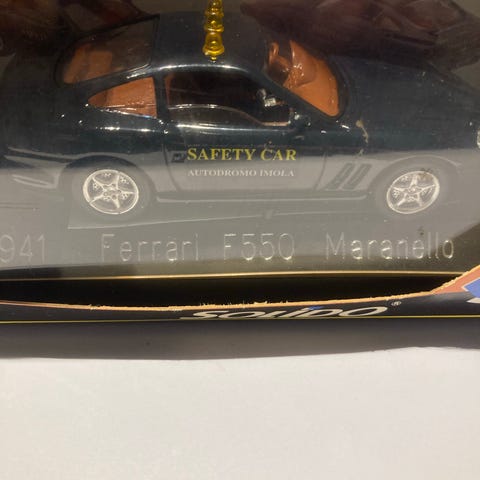 SAFETY CAR
AUTODROMO IMOLA
941 Ferrari F550 Maranello
SOLIDO®